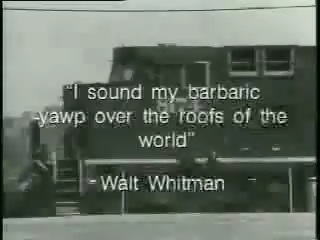 "I sound my barbaric
yawp over the roofs of the
world"
Walt Whitman